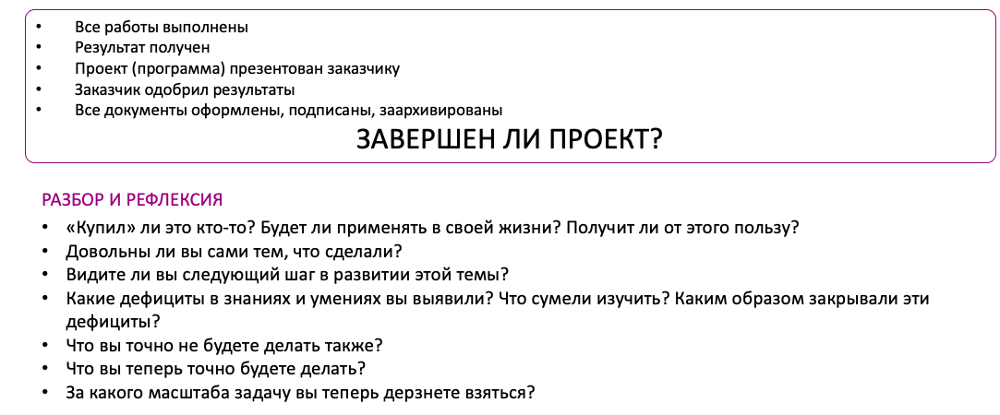 • Все работы выполнены
• Результат получен
• Проект (программа) презентован заказчику
• Заказчик одобрил результаты
• Все документы оформлены, подписаны, заархивированы
ЗАВЕРШЕН ЛИ ПРОЕКТ?
РАЗБОР И РЕФЛЕКСИЯ
• «Купил» ли это кто-то? Будет ли применять в своей жизни? Получит ли от этого пользу?
• Довольны ли вы сами тем, что сделали?
• Видите ли вы следующий шаг в развитии этой темы?
• Какие дефициты в знаниях и умениях вы выявили? Что сумели изучить? Каким образом закрывали эти
дефициты?
• Что вы точно не будете делать также?
• Что вы теперь точно будете делать?
• За какого масштаба задачу вы теперь дерзнете взяться?